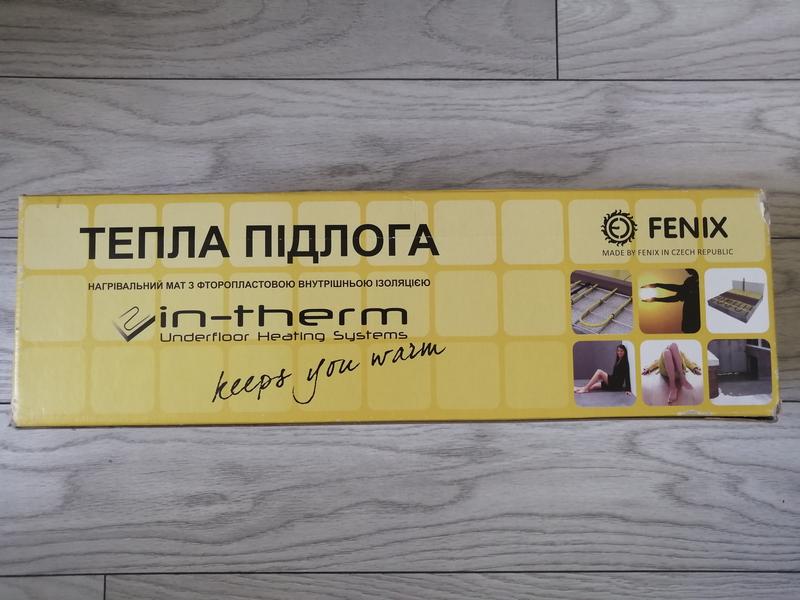 ТЕПЛА ПІДЛОГА
НАГРІВАЛЬНИЙ МАТ З ФТОРОПЛАСТОВОЮ ВНУТРІШНЬОЮ ІЗОЛЯЦІЄЮ
in-therm
Underfloor Heating Systems
keeps you warm
FENIX
MADE BY FENIX IN CZECH REPUBLIC